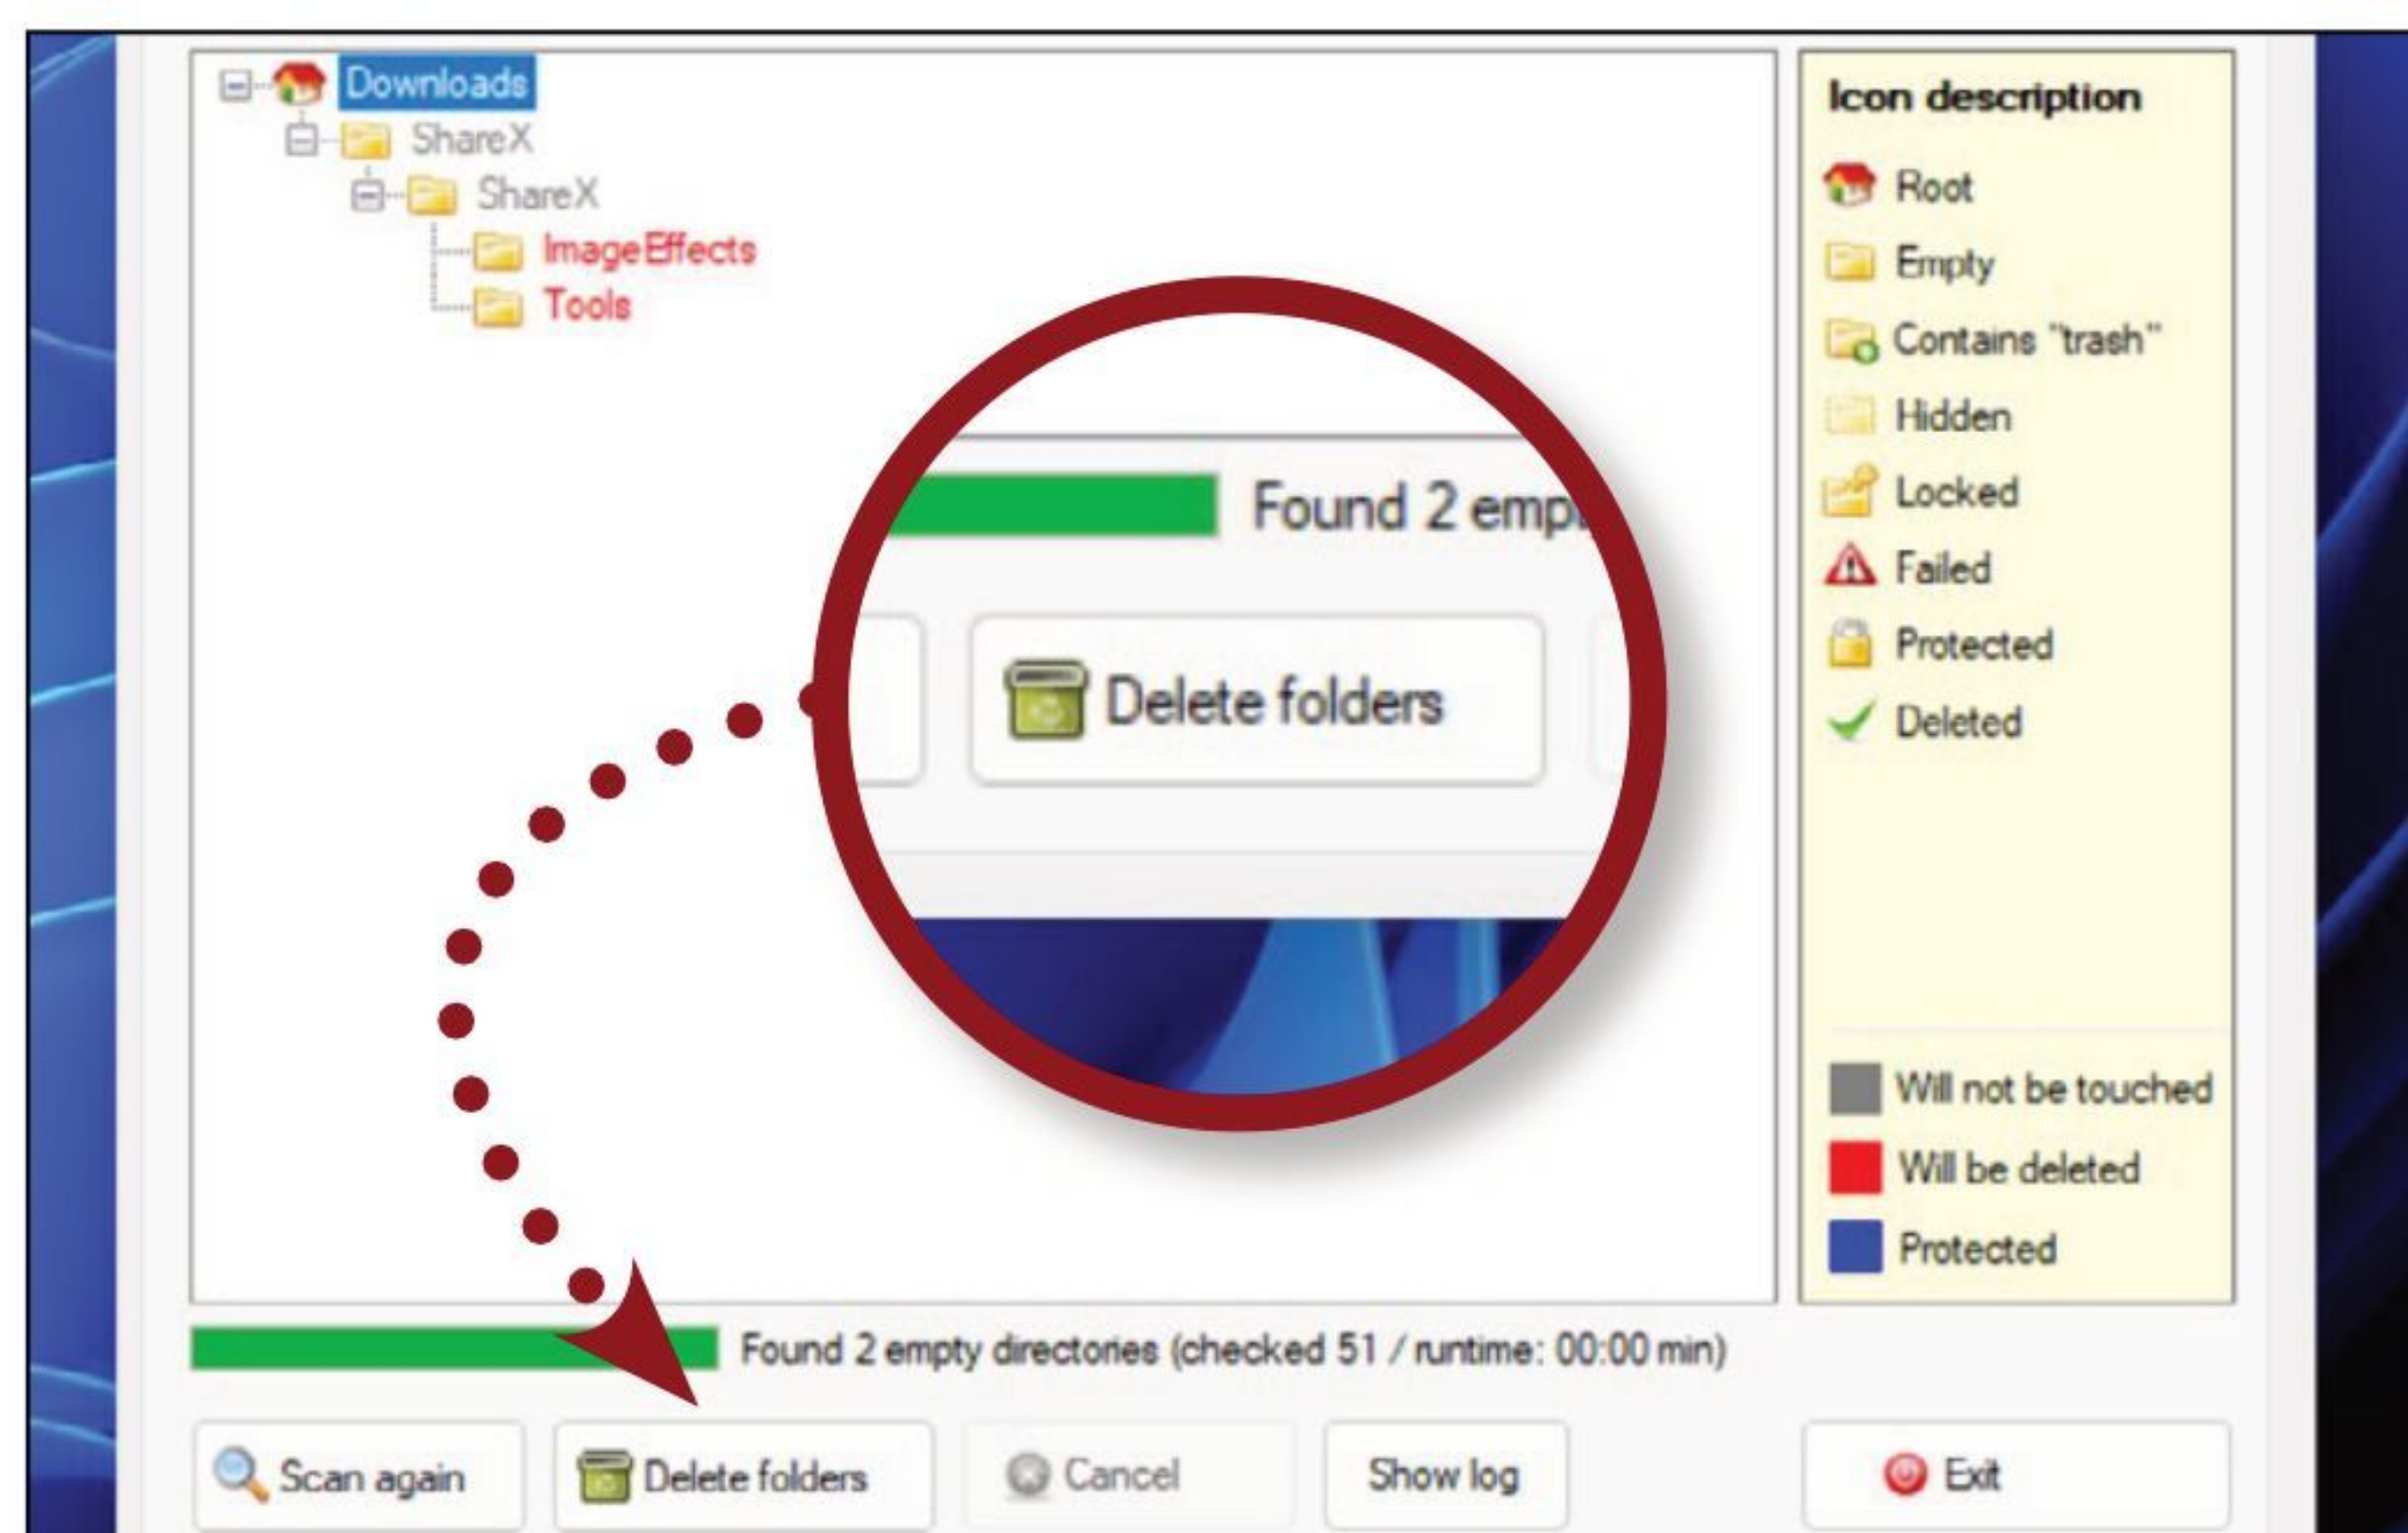 Downloads
ShareX
ShareX
ImageEffects
Tools
Found 2 emp
Delete folders
Icon description
Root
Empty
Contains "trash"
Hidden
Locked
Failed
Protected
Deleted
Will not be touched
Will be deleted
Protected
Found 2 empty directories (checked 51 / runtime: 00:00 min)
Scan again
Delete folders
Cancel
Show log
Exit